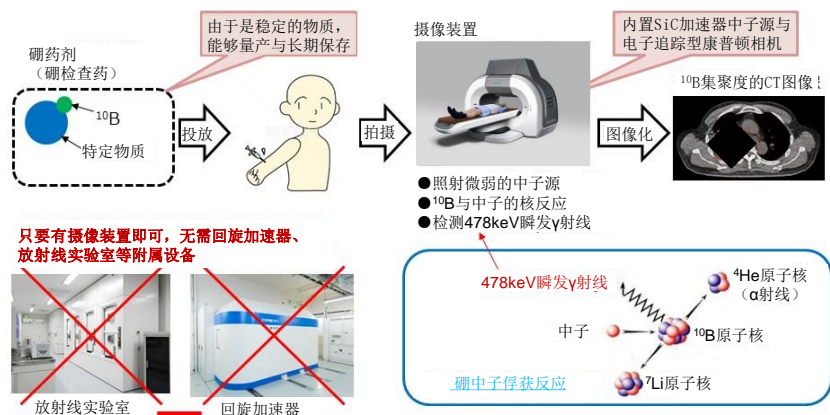 由于是稳定的物质,
能够量产与长期保存
硼药剂
（硼检查药）
10B
特定物质
投放
拍摄
摄像装置
内置SiC加速器中子源与
电子追踪型康普顿相机
图像化
10B集聚度的CT图像
●照射微弱的中子源
●10B与中子的核反应
●检测478keV瞬发γ射线
只要有摄像装置即可，无需回旋加速器、
放射线实验室等附属设备
放射线实验室
回旋加速器
478keV瞬发γ射线
4He原子核
（α射线）
中子
10B原子核
硼中子俘获反应
7Li原子核